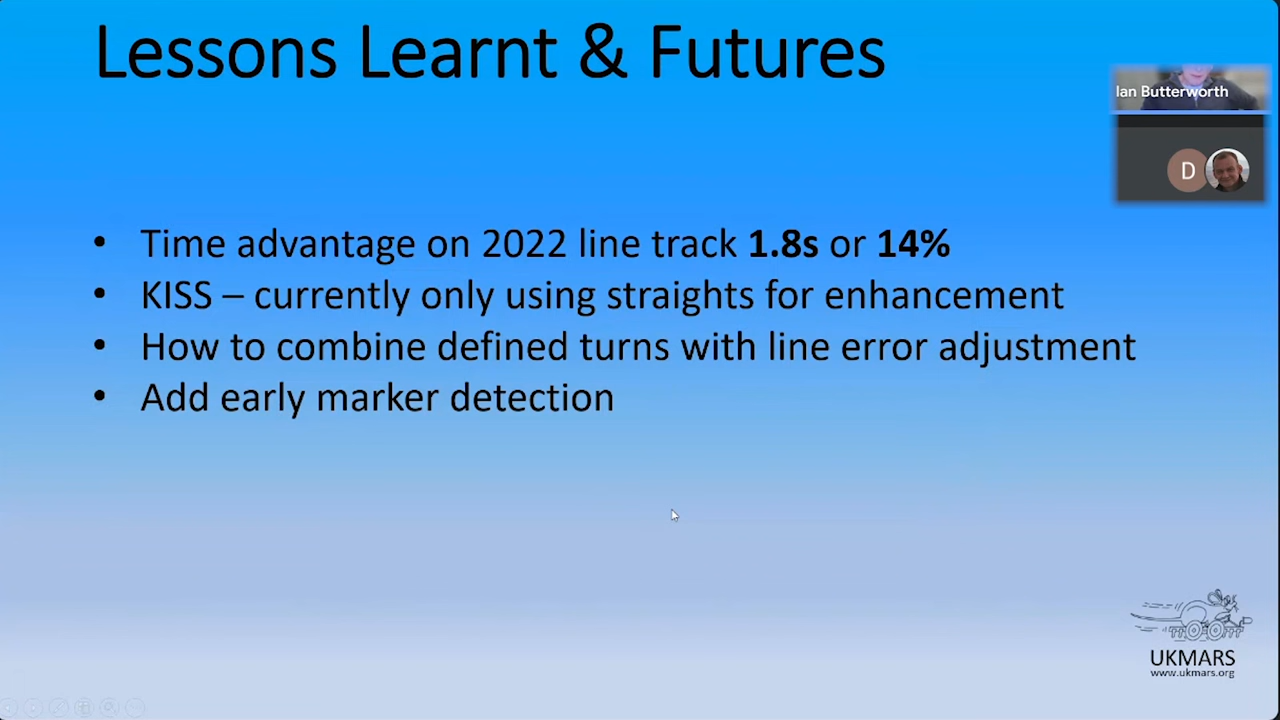 Lessons Learnt & Futures
Ian Butterworth
D
• Time advantage on 2022 line track 1.8s or 14%
• KISS – currently only using straights for enhancement
• How to combine defined turns with line error adjustment
• Add early marker detection
UKMARS
www.ukmars.org